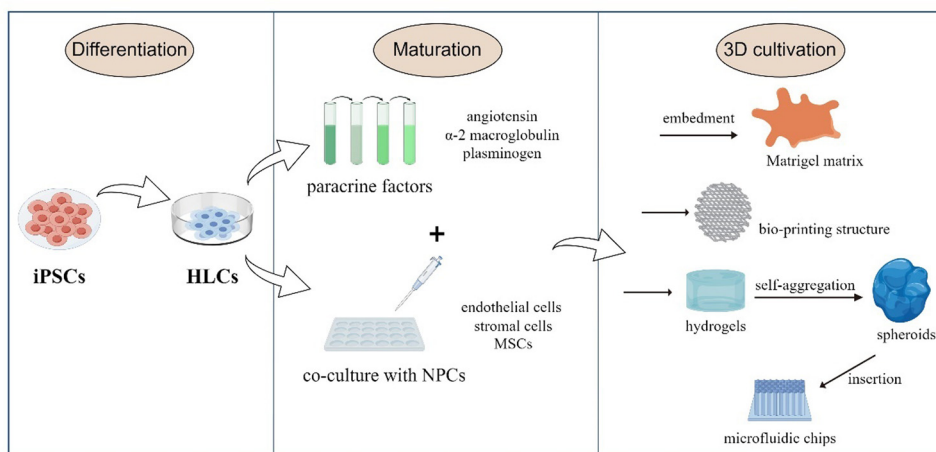 Differentiation
iPSCs
HLCs
Maturation
angiotensin
α-2 macroglobulin
plasminogen
paracrine factors
+
endothelial cells
stromal cells
MSCs
co-culture with NPCs
3D cultivation
embedment
Matrigel matrix
bio-printing structure
self-aggregation
hydrogels
spheroids
insertion
microfluidic chips